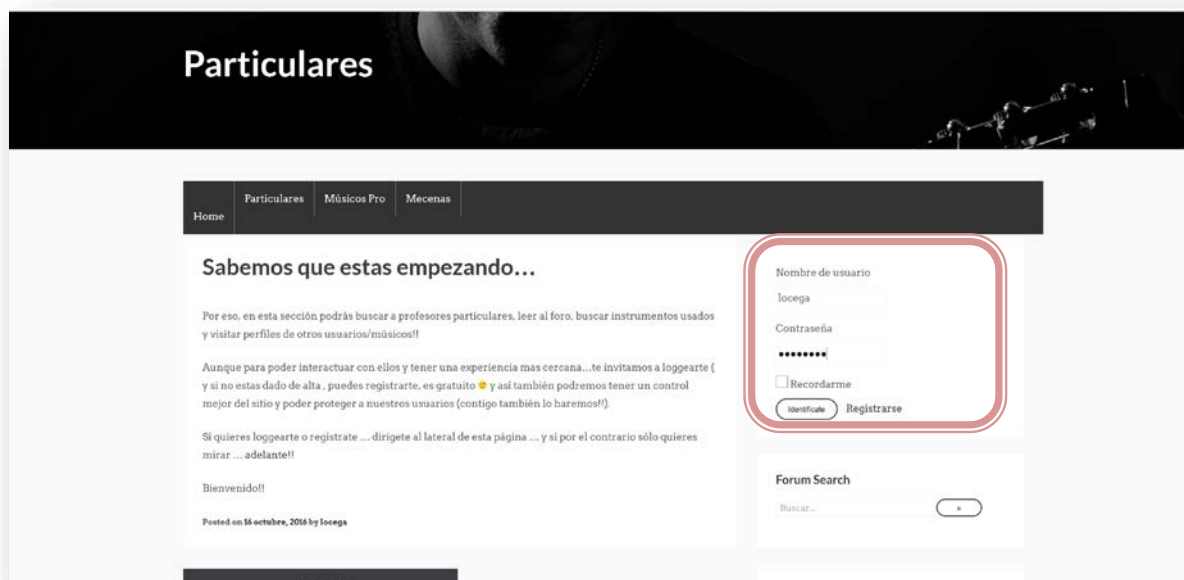 Particulares
Home
Particulares
Músicos Pro
Mecenas
Sabemos que estas empezando...
Por eso, en esta sección podrás buscar a profesores particulares, leer al foro, buscar instrumentos usados
y visitar perfiles de otros usuarios/músicos!!
Aunque para poder interactuar con ellos y tener una experiencia mas cercana...te invitamos a loggearte (
y si no estas dado de alta , puedes registrarte, es gratuito 🙂 y así también podremos tener un control
mejor del sitio y poder proteger a nuestros usuarios (contigo también lo haremos!!).
Sí quieres loggearte o registrate ... dirigete al lateral de esta página ... y si por el contrario sólo quieres
mirar ... adelante!!
Bienvenido!!
Posted on 16 octubre, 2016 by locega
Nombre de usuario
locega
Contraseña
••••••••
Recordarme
Identifícate Registrarse
Forum Search
Buscar...
»